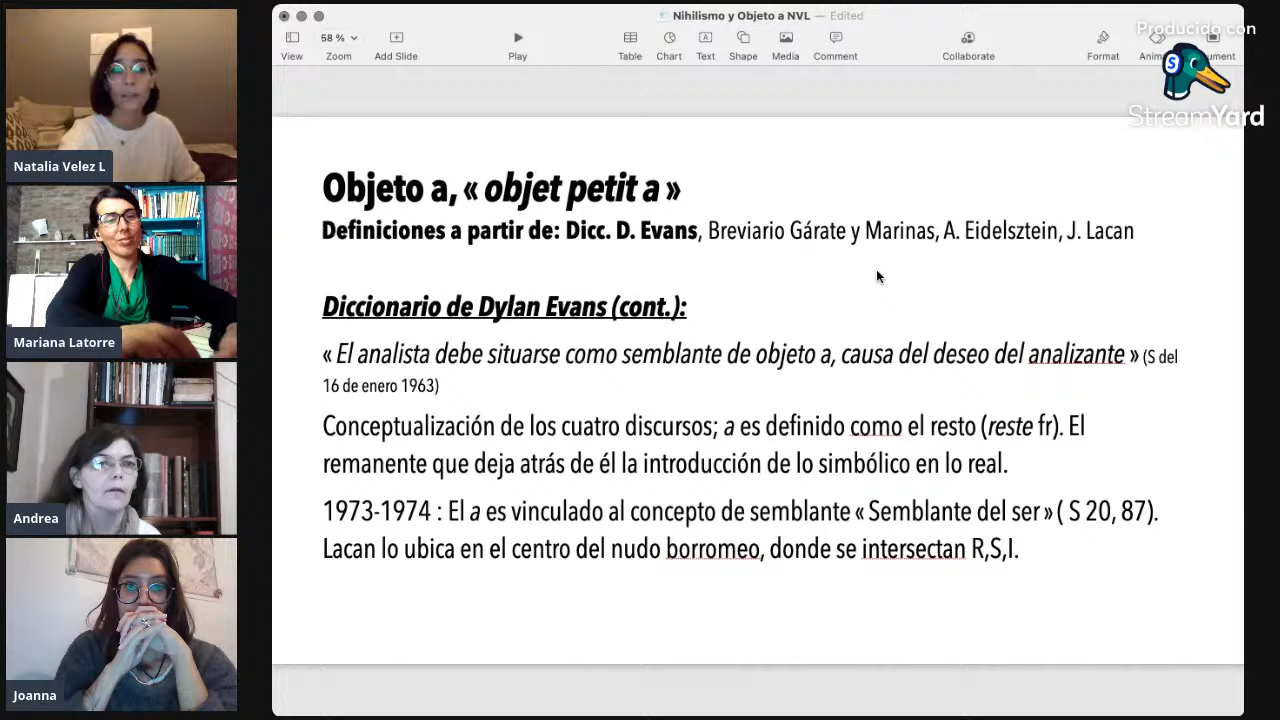 Nihilismo y Objeto a NVL — Edited
58 %
View Zoom Add Slide Play Table Chart Text Shape Media Comment Collaborate Format
Producido con
StreamYard
Objeto a, « objet petit a »
Definiciones a partir de: Dicc. D. Evans, Breviario Gárate y Marinas, A. Eidelsztein, J. Lacan
Diccionario de Dylan Evans (cont.):
« El analista debe situarse como semblante de objeto a, causa del deseo del analizante » (S del
16 de enero 1963)
Conceptualización de los cuatro discursos; a es definido como el resto (reste fr). El
remanente que deja atrás de él la introducción de lo simbólico en lo real.
1973-1974 : El a es vinculado al concepto de semblante « Semblante del ser » ( S 20, 87).
Lacan lo ubica en el centro del nudo borromeo, donde se intersectan R,S,I.
Natalia Velez L
Mariana Latorre
Andrea
Joanna